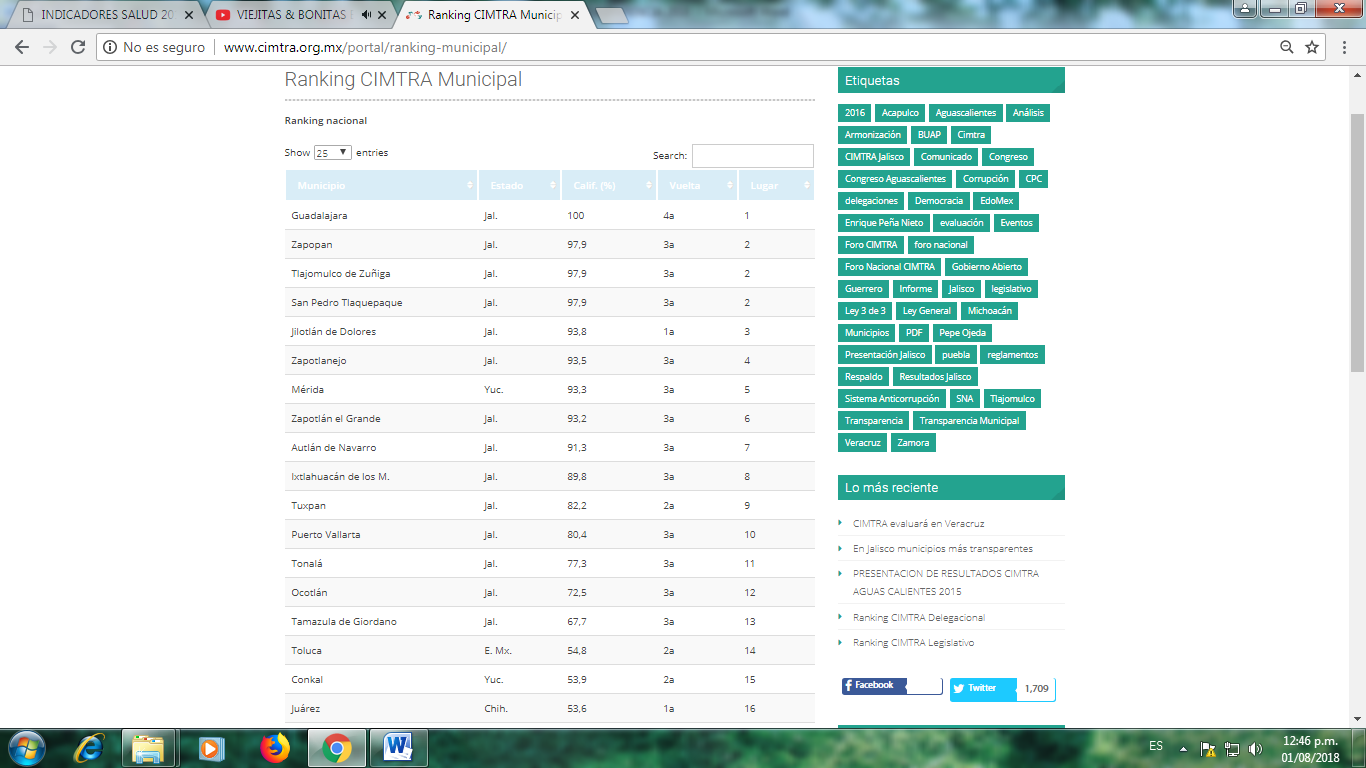 INDICADORES SALUD 20
VIEJITAS & BONITAS
Ranking CIMTRA Municip
No es seguro
www.cimtra.org.mx/portal/ranking-municipal/
Ranking CIMTRA Municipal
Ranking nacional
Show 25 entries
Search:
Municipio Estado Calif. (%) Vuelta Lugar
Guadalajara Jal. 100 4a 1
Zapopan Jal. 97,9 3a 2
Tlajomulco de Zuñiga Jal. 97,9 3a 2
San Pedro Tlaquepaque Jal. 97,9 3a 2
Jilotlán de Dolores Jal. 93,8 1a 3
Zapotlanejo Jal. 93,5 3a 4
Mérida Yuc. 93,3 3a 5
Zapotlán el Grande Jal. 93,2 3a 6
Autlán de Navarro Jal. 91,3 3a 7
Ixtlahuacán de los M. Jal. 89,8 3a 8
Tuxpan Jal. 82,2 2a 9
Puerto Vallarta Jal. 80,4 3a 10
Tonalá Jal. 77,3 3a 11
Ocotlán Jal. 72,5 3a 12
Tamazula de Giordano Jal. 67,7 3a 13
Toluca E. Mx. 54,8 2a 14
Conkal Yuc. 53,9 2a 15
Juárez Chih. 53,6 1a 16
Etiquetas
2016 Acapulco Aguascalientes Análisis
Armonización BUAP Cimtra
CIMTRA Jalisco Comunicado Congreso
Congreso Aguascalientes Corrupción CPC
delegaciones Democracia EdoMex
Enrique Peña Nieto evaluación Eventos
Foro CIMTRA foro nacional
Foro Nacional CIMTRA Gobierno Abierto
Guerrero Informe Jalisco legislativo
Ley 3 de 3 Ley General Michoacán
Municipios PDF Pepe Ojeda
Presentación Jalisco puebla reglamentos
Respaldo Resultados Jalisco
Sistema Anticorrupción SNA Tlajomulco
Transparencia Transparencia Municipal
Veracruz Zamora
Lo más reciente
CIMTRA evaluará en Veracruz
En Jalisco municipios más transparentes
PRESENTACION DE RESULTADOS CIMTRA
AGUAS CALIENTES 2015
Ranking CIMTRA Delegacional
Ranking CIMTRA Legislativo
Facebook
Twitter 1,709
ES
12:46 p.m.
01/08/2018